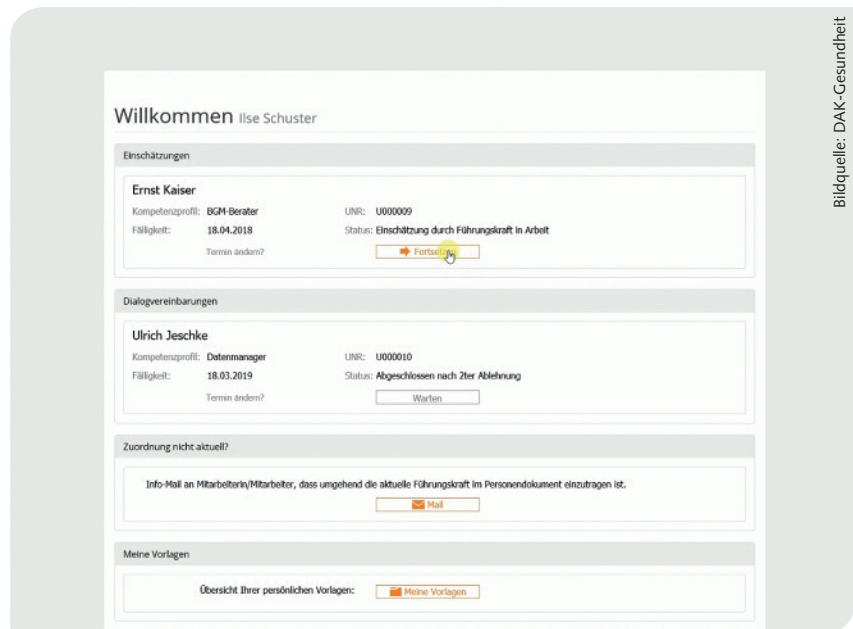 Bildquelle: DAK-Gesundheit
Willkommen Ilse Schuster
Einschätzungen
Ernst Kaiser
Kompetenzprofil: BGM-Berater UNR: U000009
Fälligkeit: 18.04.2018 Status: Einschätzung durch Führungskraft in Arbeit
Termin ändern? Fortsetzen
Dialogvereinbarungen
Ulrich Jeschke
Kompetenzprofil: Datenmanager UNR: U000010
Fälligkeit: 18.03.2019 Status: Abgeschlossen nach 2ter Ablehnung
Termin ändern? Warten
Zuordnung nicht aktuell?
Info-Mail an Mitarbeiterin/Mitarbeiter, dass umgehend die aktuelle Führungskraft im Personendokument einzutragen ist.
Mail
Meine Vorlagen
Übersicht Ihrer persönlichen Vorlagen: Meine Vorlagen